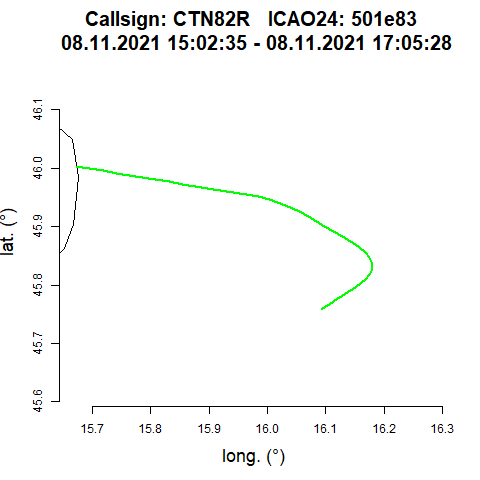 Callsign: CTN82R   ICAO24: 501e83
08.11.2021 15:02:35 - 08.11.2021 17:05:28
46.1
46.0
45.9
45.8
45.7
45.6
lat. (°)
15.7 15.8 15.9 16.0 16.1 16.2 16.3
long. (°)